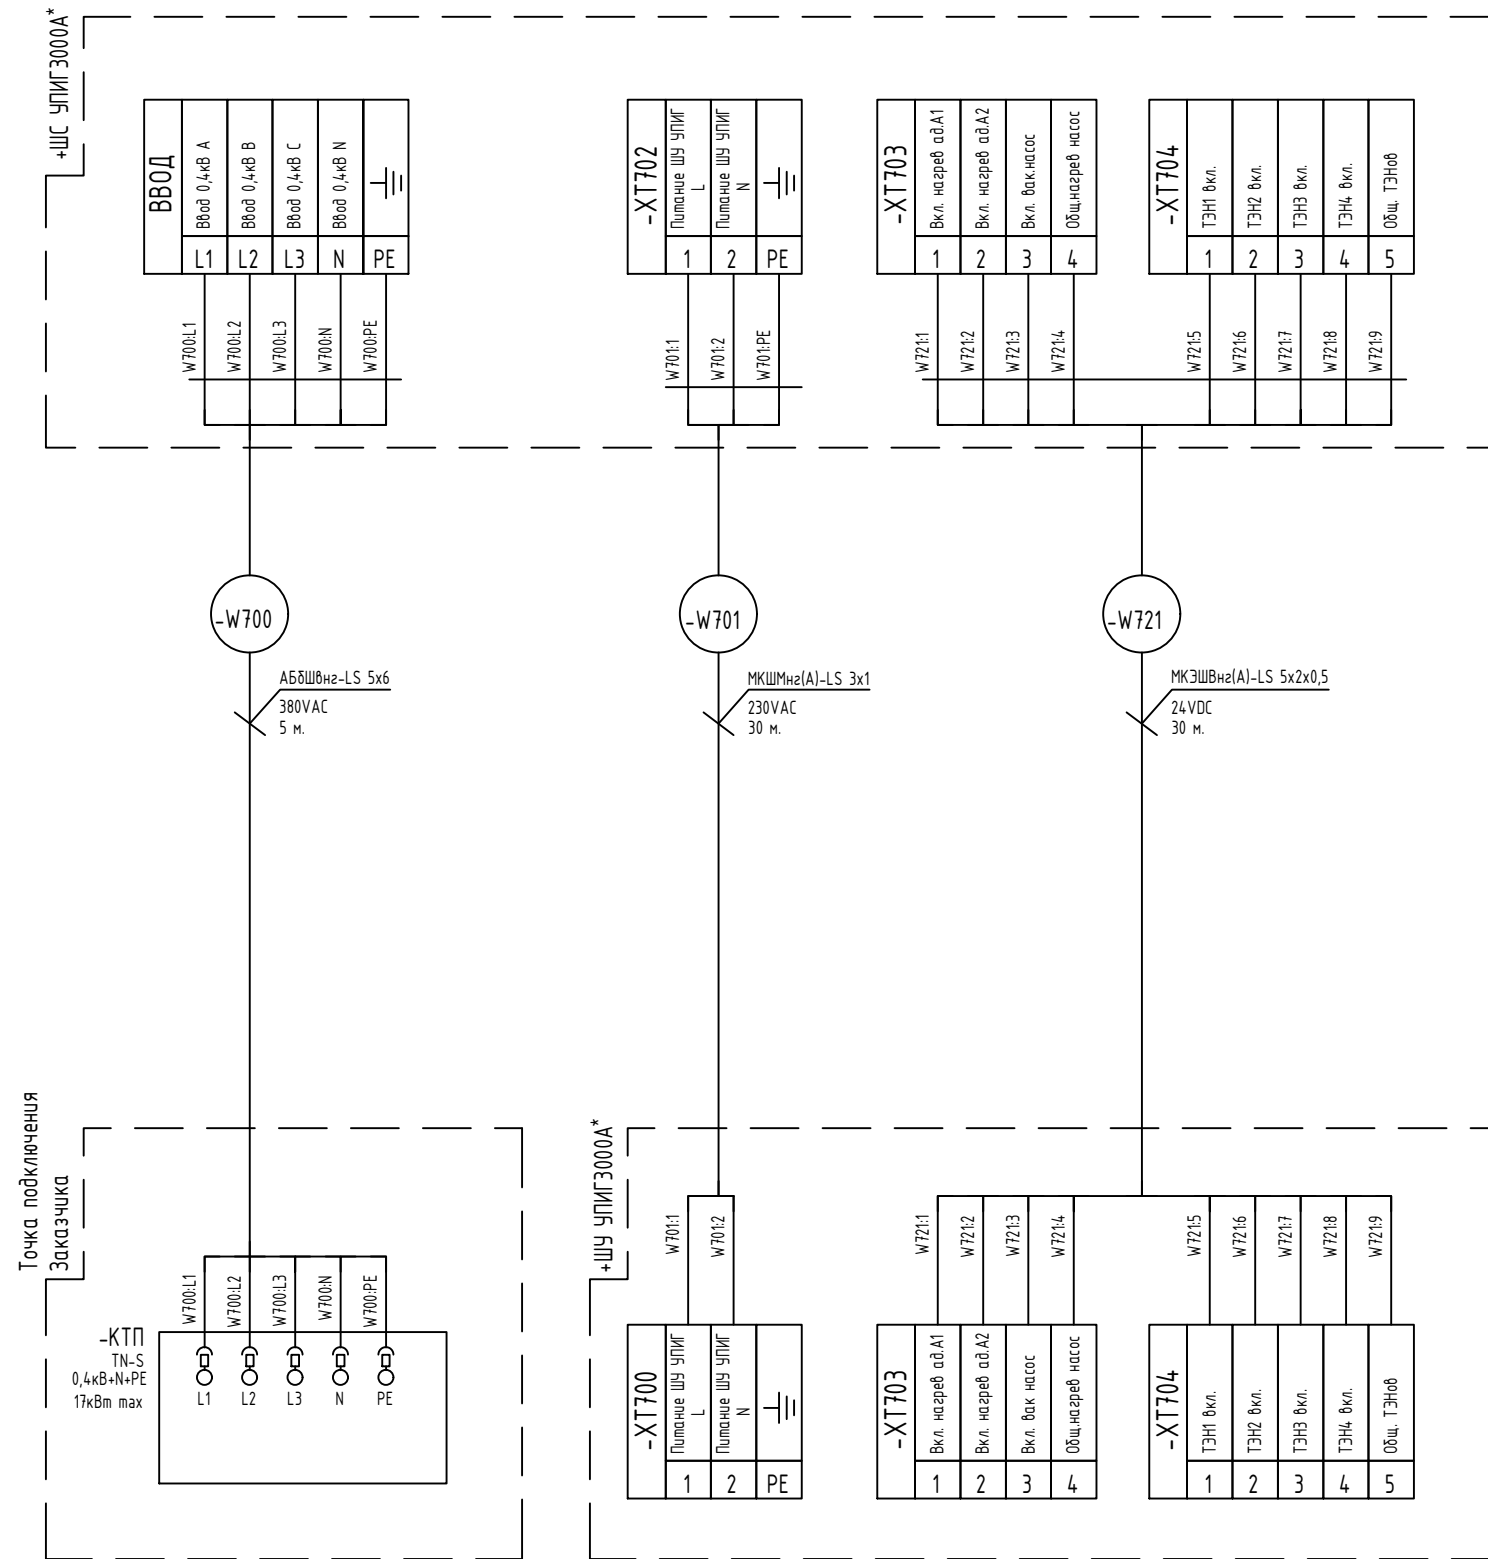 +ШС УПИГ3000А*
ВВОД
Ввод 0,4кВ А
Ввод 0,4кВ В
Ввод 0,4кВ С
Ввод 0,4кВ N
L1
L2
L3
N
PE
W700:L1
W700:L2
W700:L3
W700:N
W700:PE
-XT702
Питание ШУ УПИГ
L
Питание ШУ УПИГ
N
1
2
PE
W701:1
W701:2
W701:PE
-XT703
Вкл. нагрев ад.А1
Вкл. нагрев ад.А2
Вкл. вак.насос
Общ.нагрев насос
1
2
3
4
W721:1
W721:2
W721:3
W721:4
-XT704
ТЭН1 вкл.
ТЭН2 вкл.
ТЭН3 вкл.
ТЭН4 вкл.
Общ. ТЭНов
1
2
3
4
5
W721:5
W721:6
W721:7
W721:8
W721:9
-W700
АБбШвнг-LS 5x6
380VAC
5 м.
-W701
МКШМнг(А)-LS 3x1
230VAC
30 м.
-W721
МКЭШВнг(А)-LS 5x2x0,5
24VDC
30 м.
Точка подключения
Заказчика
W700:L1
W700:L2
W700:L3
W700:N
W700:PE
-КТП
TN-S
0,4кВ+N+PE
17кВт max
L1
L2
L3
N
PE
+ШУ УПИГ3000А*
W701:1
W701:2
-XT700
Питание ШУ УПИГ
L
Питание ШУ УПИГ
N
1
2
PE
W721:1
W721:2
W721:3
W721:4
-XT703
Вкл. нагрев ад.А1
Вкл. нагрев ад.А2
Вкл. вак насос
Общ.нагрев насос
1
2
3
4
W721:5
W721:6
W721:7
W721:8
W721:9
-XT704
ТЭН1 вкл.
ТЭН2 вкл.
ТЭН3 вкл.
ТЭН4 вкл.
Общ. ТЭНов
1
2
3
4
5